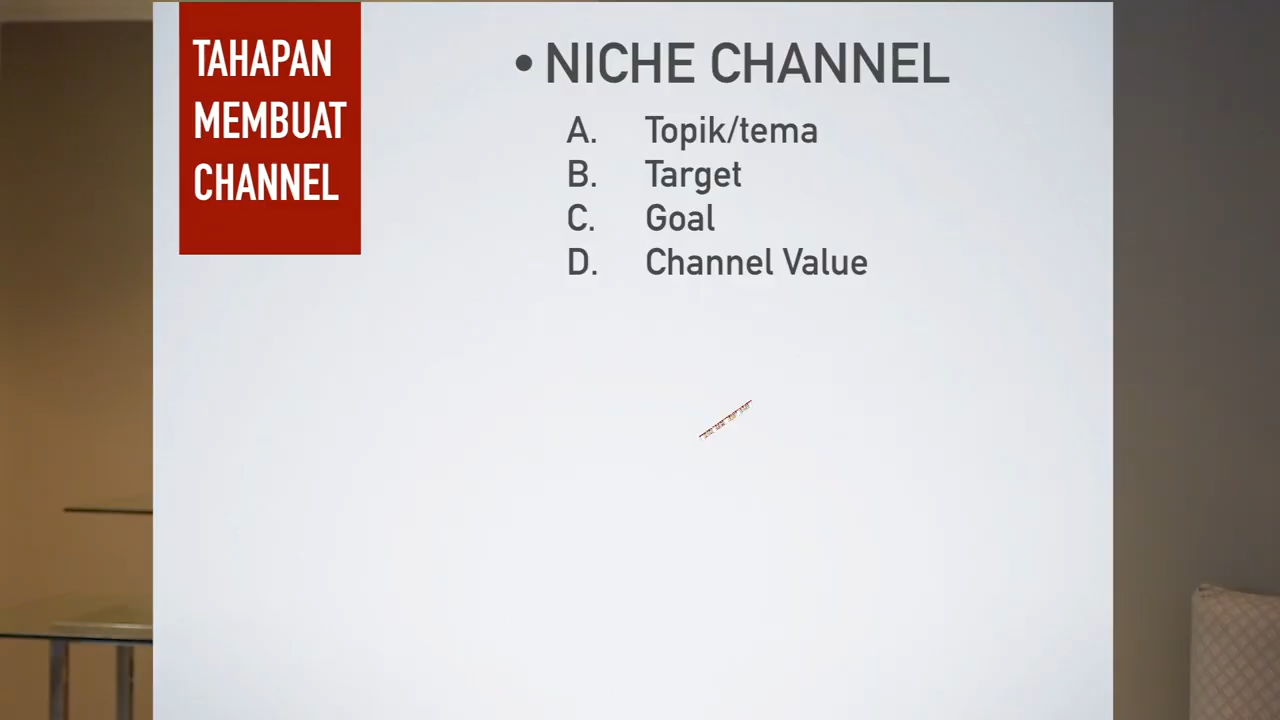 TAHAPAN
MEMBUAT
CHANNEL
• NICHE CHANNEL
A. Topik/tema
B. Target
C. Goal
D. Channel Value